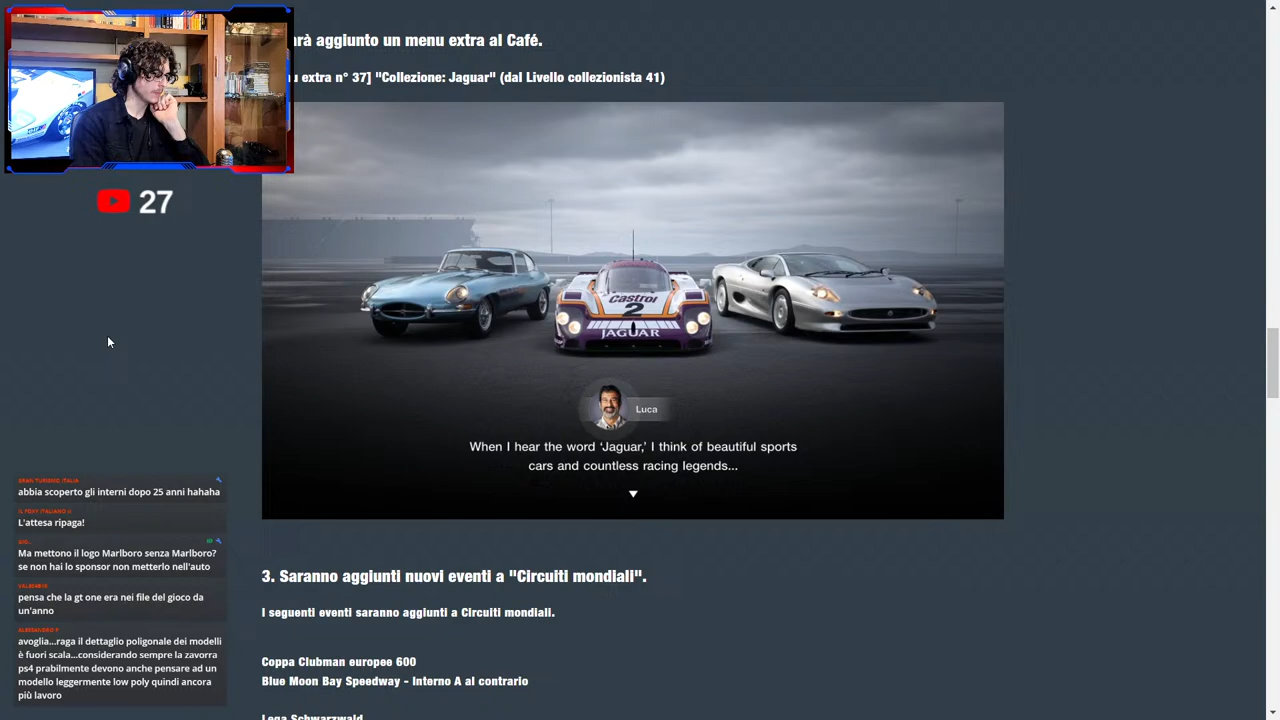 arà aggiunto un menu extra al Café.
u extra n° 37] "Collezione: Jaguar" (dal Livello collezionista 41)
27
Castrol
2
JAGUAR
Luca
When I hear the word ‘Jaguar,’ I think of beautiful sports
cars and countless racing legends...
GRAN TURISMO ITALIA
abbia scoperto gli interni dopo 25 anni hahaha
L'attesa ripaga!
Ma mettono il logo Marlboro senza Marlboro?
se non hai lo sponsor non metterlo nell'auto
pensa che la gt one era nei file del gioco da
un'anno
avoglia...raga il dettaglio poligonale dei modelli
è fuori scala...considerando sempre la zavorra
ps4 prabilmente devono anche pensare ad un
modello leggermente low poly quindi ancora
più lavoro
3. Saranno aggiunti nuovi eventi a "Circuiti mondiali".
I seguenti eventi saranno aggiunti a Circuiti mondiali.
Coppa Clubman europee 600
Blue Moon Bay Speedway - Interno A al contrario
Lega Schwarzwald